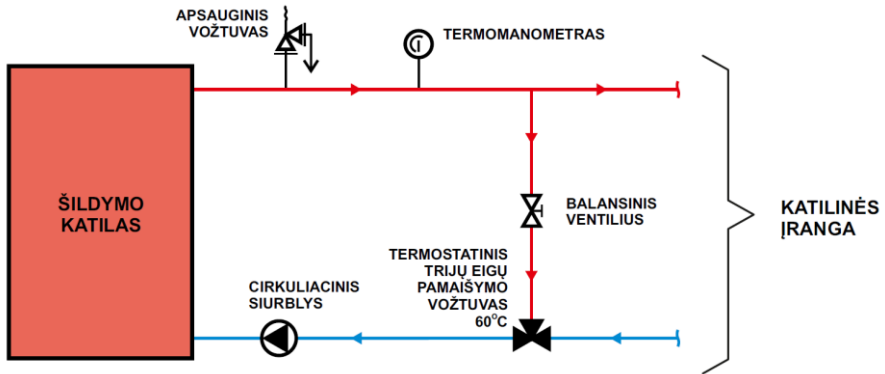 APSAUGINIS
VOŽTUVAS
TERMOMANOMETRAS
ŠILDYMO
KATILAS
BALANSINIS
VENTILIUS
KATILINĖS
ĮRANGA
TERMOSTATINIS
TRIJŲ EIGŲ
PAMAIŠYMO
VOŽTUVAS
60°C
CIRKULIACINIS
SIURBLYS